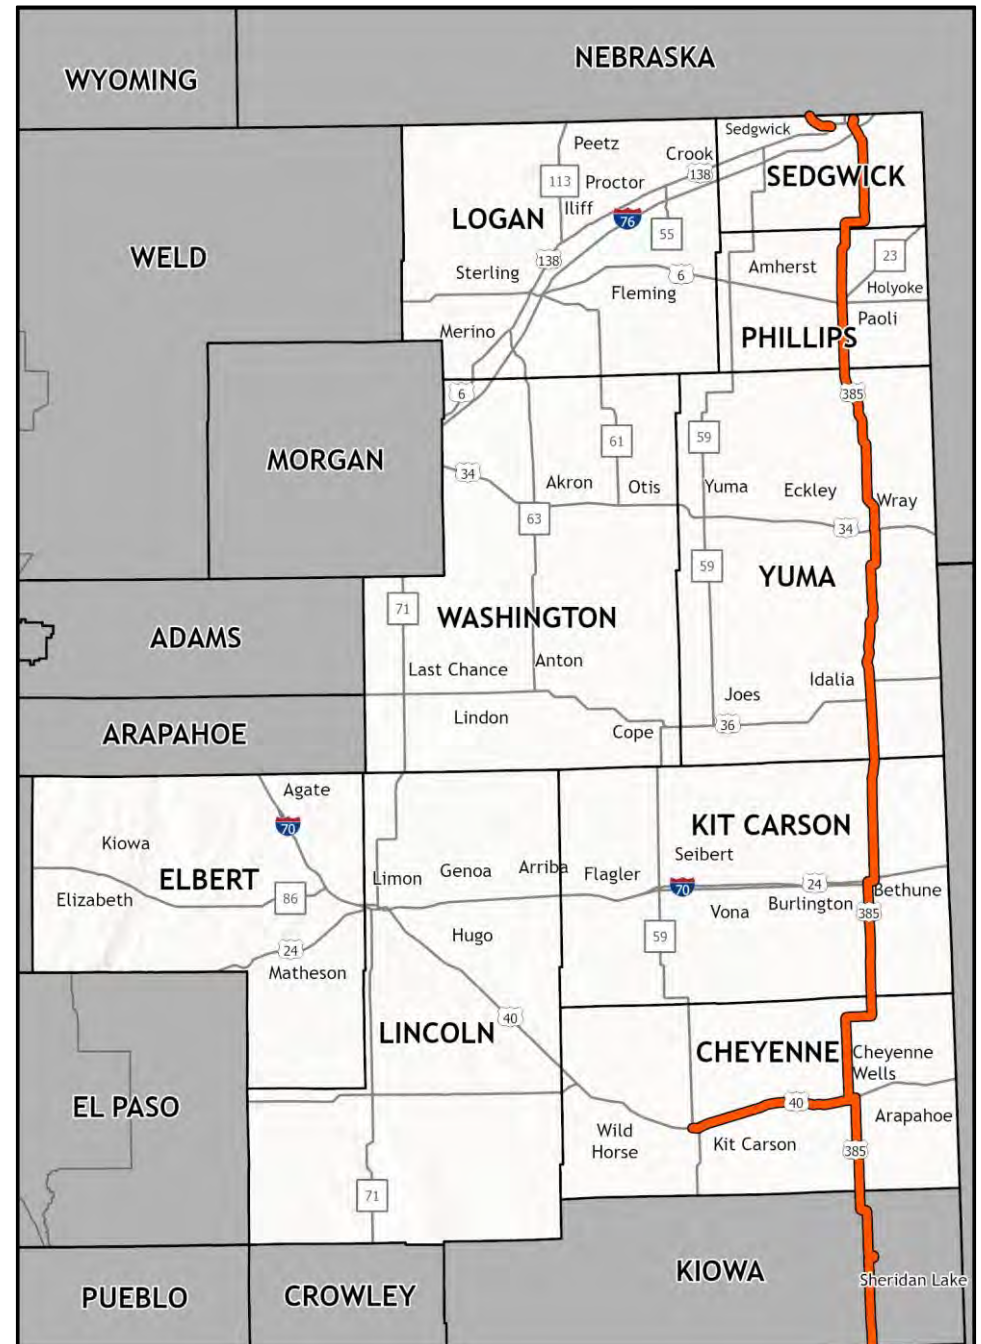 NEBRASKA
WYOMING
Sedgwick
Peetz
Crook
138
SEDGWICK
113
Proctor
Iliff
LOGAN
76
55
WELD
138
23
Amherst
Sterling
6
Holyoke
Fleming
Paoli
Merino
PHILLIPS
6
385
61
59
MORGAN
34
Akron
Otis
Yuma
Eckley
Wray
63
34
59
YUMA
71
WASHINGTON
ADAMS
Last Chance
Anton
Idalia
Joes
Lindon
36
Cope
ARAPAHOE
Agate
70
KIT CARSON
Kiowa
Seibert
ELBERT
Limon
Genoa
Arriba
Flagler
70
24
Bethune
Elizabeth
86
Burlington
Vona
385
Hugo
59
24
Matheson
40
LINCOLN
CHEYENNE
Cheyenne
Wells
EL PASO
40
Arapahoe
Wild
Horse
Kit Carson
385
71
KIOWA
Sheridan Lake
PUEBLO
CROWLEY